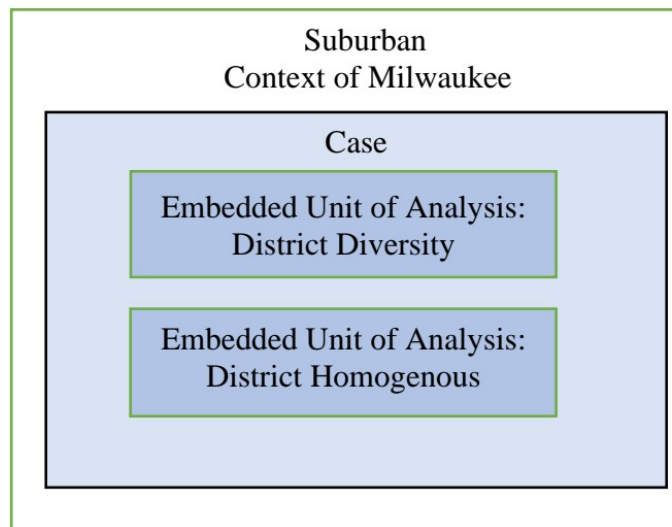 Suburban
Context of Milwaukee
Case
Embedded Unit of Analysis:
District Diversity
Embedded Unit of Analysis:
District Homogenous